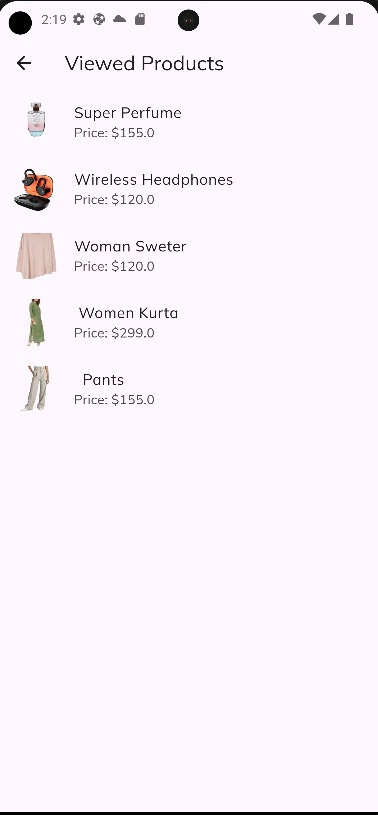 2:19
Viewed Products
Super Perfume
Price: $155.0
Wireless Headphones
Price: $120.0
Woman Sweter
Price: $120.0
Women Kurta
Price: $299.0
Pants
Price: $155.0